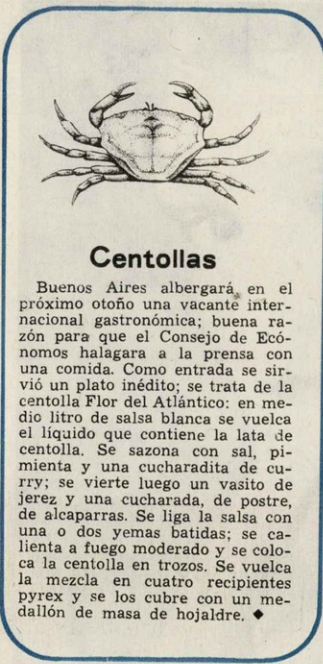 Centollas
Buenos Aires albergará en el
próximo otoño una vacante inter-
nacional gastronómica; buena ra-
zón para que el Consejo de Ecó-
nomos halagara a la prensa con
una comida. Como entrada se sir-
vió un plato inédito; se trata de la
centolla Flor del Atlántico: en me-
dio litro de salsa blanca se vuelca
el líquido que contiene la lata de
centolla. Se sazona con sal, pi-
mienta y una cucharadita de cu-
rry; se vierte luego un vasito de
jerez y una cucharada, de postre,
de alcaparras. Se liga la salsa con
una o dos yemas batidas; se ca-
lienta a fuego moderado y se colo-
ca la centolla en trozos. Se vuelca
la mezcla en cuatro recipientes
pyrex y se los cubre con un me-
dallón de masa de hojaldre. ◆